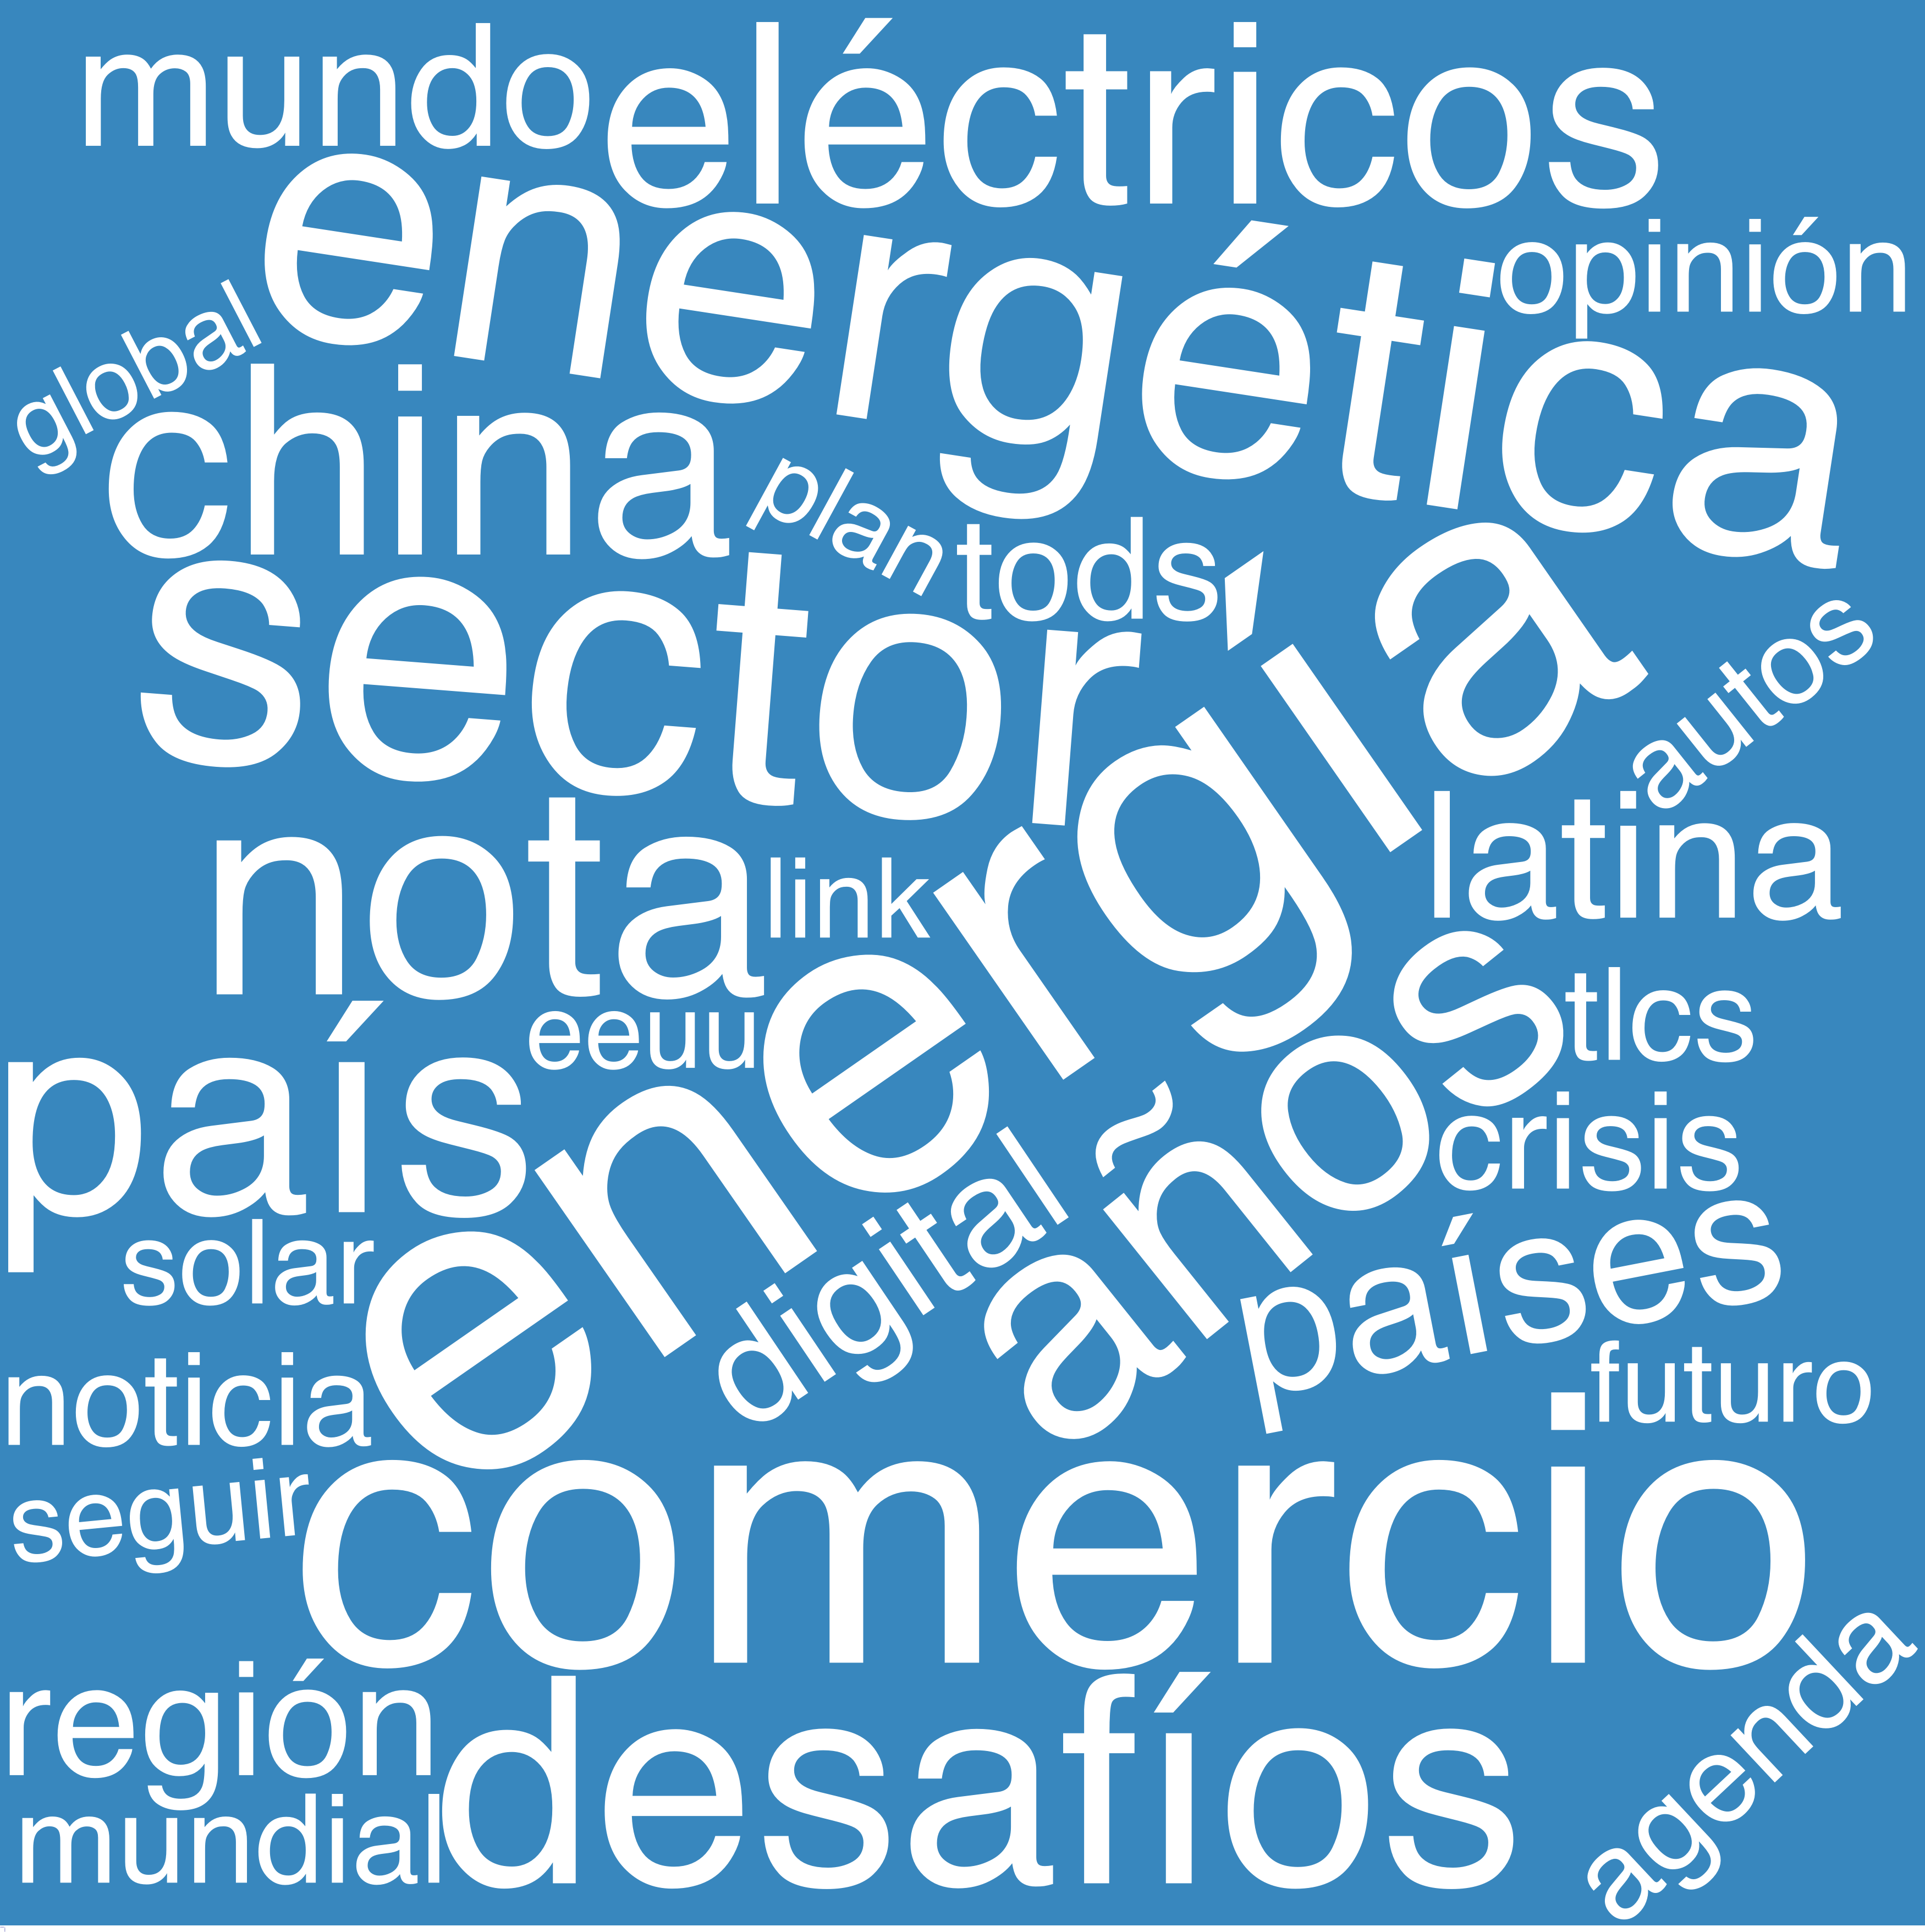 mundo
eléctricos
energética
opinión
global
china
plan
tods
sector
energía
autos
nota
link
latina
eeuu
años
tlcs
país
crisis
digital
solar
países
noticia
futuro
seguir
comercio
región
agenda
mundial
desafíos